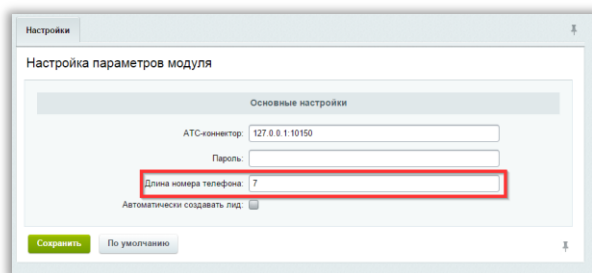 Настройки
Настройка параметров модуля
Основные настройки
АТС-коннектор: 127.0.0.1:10150
Пароль:
Длина номера телефона: 7
Автоматически создавать лид:
Сохранить По умолчанию